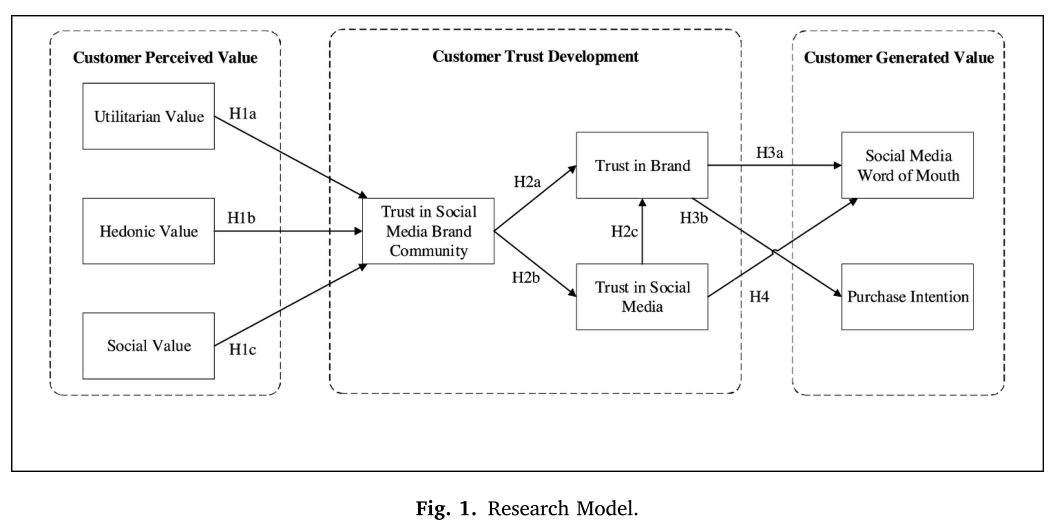 Customer Perceived Value
Customer Trust Development
Customer Generated Value
Utilitarian Value
H1a
Hedonic Value
H1b
Social Value
H1c
Trust in Social
Media Brand
Community
H2a
H2b
Trust in Brand
H2c
Trust in Social
Media
H3a
H3b
H4
Social Media
Word of Mouth
Purchase Intention
Fig. 1. Research Model.